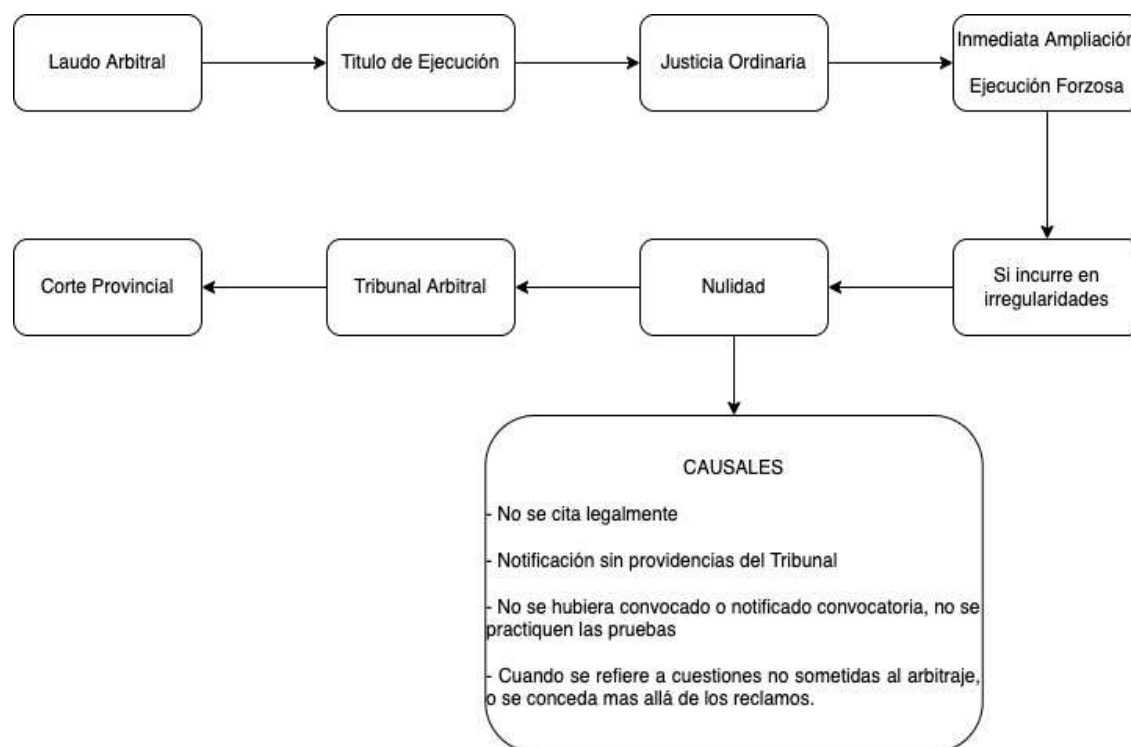 Laudo Arbitral
Titulo de Ejecución
Justicia Ordinaria
Inmediata Ampliación
Ejecución Forzosa
Si incurre en
irregularidades
Nulidad
Tribunal Arbitral
Corte Provincial
CAUSALES
- No se cita legalmente
- Notificación sin providencias del Tribunal
- No se hubiera convocado o notificado convocatoria, no se
practiquen las pruebas
- Cuando se refiere a cuestiones no sometidas al arbitraje,
o se conceda mas allá de los reclamos.